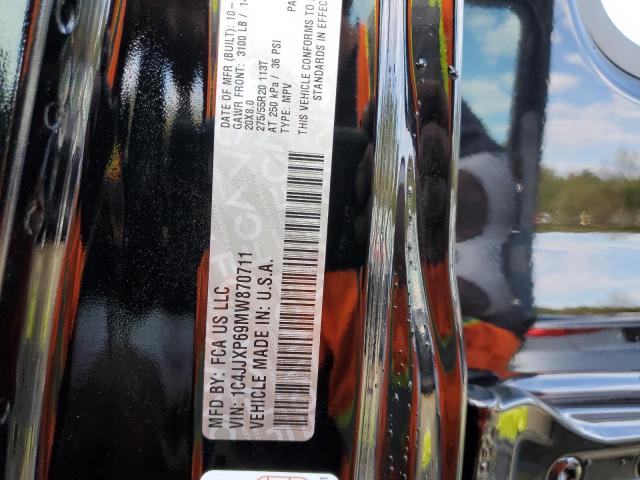 MFD BY: FCA US LLC
DATE OF MFR (BUILT): 10-
GAWR FRONT: 3100 LB / 1
20X8.0
275/55R20 113T
AT 250 kPa / 36 PSI
TYPE: MPV
THIS VEHICLE CONFORMS TO
STANDARDS IN EFFEC
VIN: 1C4JJXP69MW870711
VEHICLE MADE IN: U.S.A.